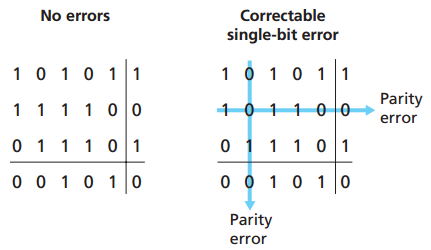 No errors
1 0 1 0 1 1
1 1 1 1 0 0
0 1 1 1 0 1
0 0 1 0 1 0
Correctable
single-bit error
1 0 1 0 1 1
1 0 1 1 0 0
0 1 1 1 0 1
0 0 1 0 1 0
Parity
error
Parity
error